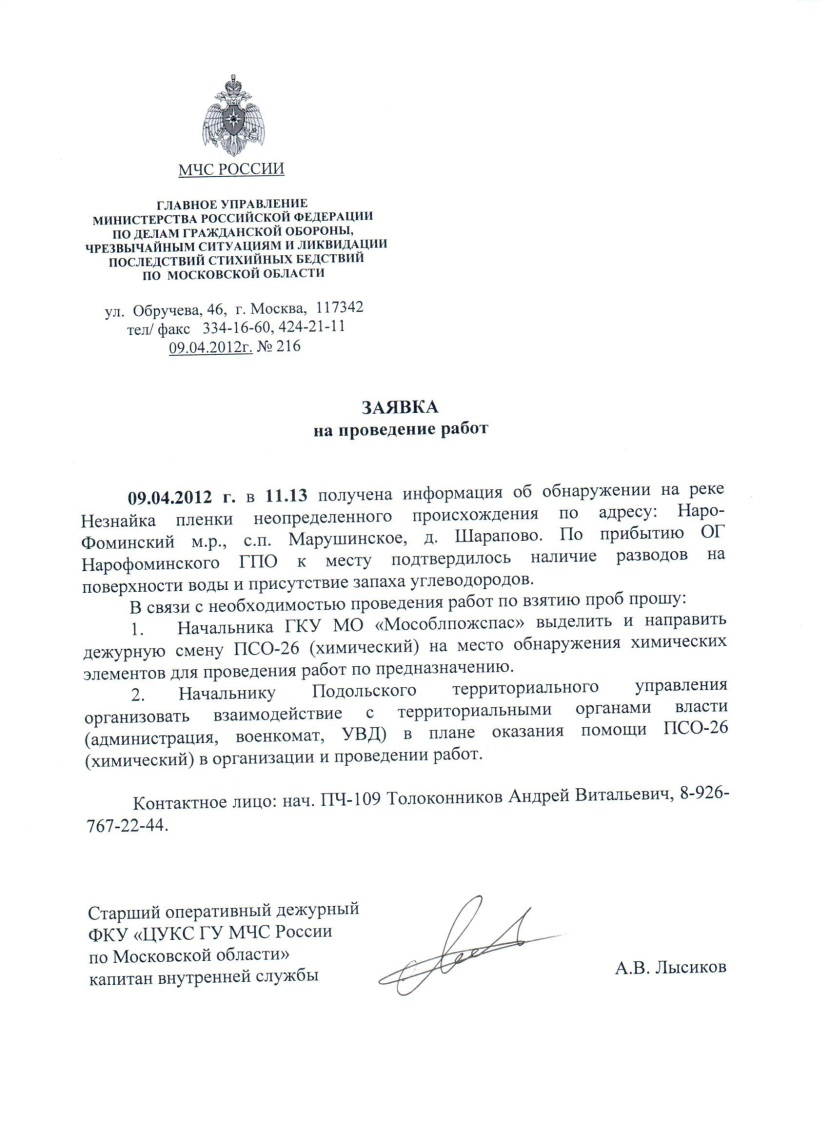 МЧС РОССИИ
ГЛАВНОЕ УПРАВЛЕНИЕ
МИНИСТЕРСТВА РОССИЙСКОЙ ФЕДЕРАЦИИ
ПО ДЕЛАМ ГРАЖДАНСКОЙ ОБОРОНЫ,
ЧРЕЗВЫЧАЙНЫМ СИТУАЦИЯМ И ЛИКВИДАЦИИ
ПОСЛЕДСТВИЙ СТИХИЙНЫХ БЕДСТВИЙ
ПО МОСКОВСКОЙ ОБЛАСТИ
ул. Обручева, 46, г. Москва, 117342
тел/ факс 334-16-60, 424-21-11
09.04.2012г. № 216
ЗАЯВКА
на проведение работ
09.04.2012 г. в 11.13 получена информация об обнаружении на реке
Незнайка пленки неопределенного происхождения по адресу: Наро-
Фоминский м.р., с.п. Марушинское, д. Шарапово. По прибытию ОГ
Нарофоминского ГПО к месту подтвердилось наличие разводов на
поверхности воды и присутствие запаха углеводородов.
В связи с необходимостью проведения работ по взятию проб прошу:
1. Начальника ГКУ МО «Мособлпожспас» выделить и направить
дежурную смену ПСО-26 (химический) на место обнаружения химических
элементов для проведения работ по предназначению.
2. Начальнику Подольского территориального управления
организовать взаимодействие с территориальными органами власти
(администрация, военкомат, УВД) в плане оказания помощи ПСО-26
(химический) в организации и проведении работ.
Контактное лицо: нач. ПЧ-109 Толоконников Андрей Витальевич, 8-926-
767-22-44.
Старший оперативный дежурный
ФКУ «ЦУКС ГУ МЧС России
по Московской области»
капитан внутренней службы А.В. Лысиков